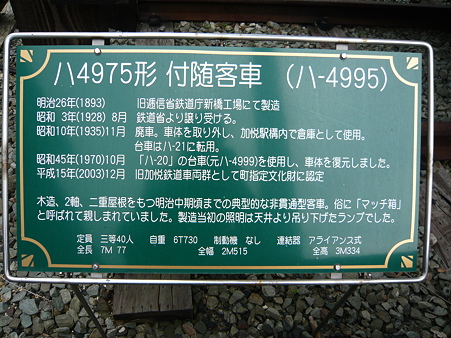 ハ4975形 付随客車 （ハ-4995）
明治26年(1893) 旧逓信省鉄道庁新橋工場にて製造
昭和 3年(1928) 8月 鉄道省より譲り受ける。
昭和10年(1935)11月 廃車。車体を取り外し、加悦駅構内で倉庫として使用。
台車はハ-21に転用。
昭和45年(1970)10月 「ハ-20」の台車(元ハ-4999)を使用し、車体を復元しました。
平成15年(2003)12月 旧加悦鉄道車両群として町指定文化財に認定
木造、2軸、二重屋根をもつ明治中期頃までの典型的な非貫通型客車。俗に「マッチ箱」
と呼ばれて親しまれていました。製造当初の照明は天井より吊り下げたランプでした。
定員 三等40人 自重 6T730 制動機 なし 連結器 アライアンス式
全長 7M 77 全幅 2M515 全高 3M334